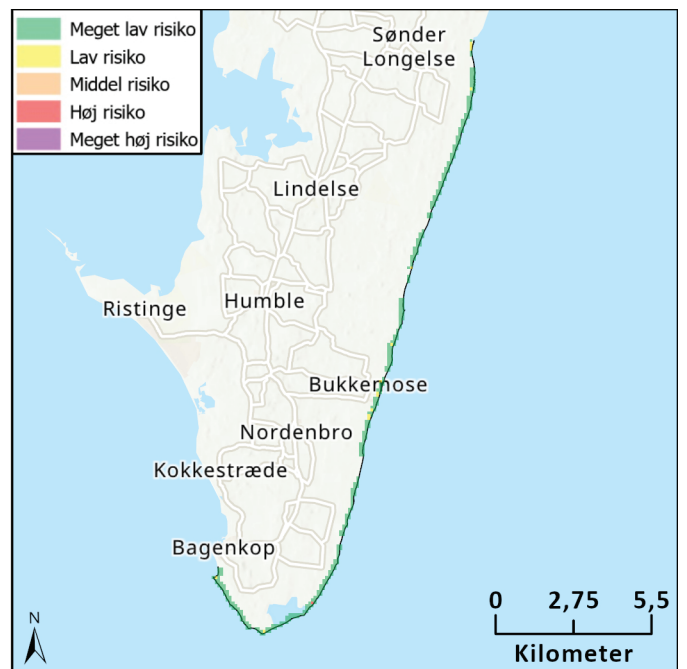 Meget lav risiko
Lav risiko
Middel risiko
Høj risiko
Meget høj risiko
Sønder
Longelse
Lindelse
Ristinge
Humble
Bukkemose
Nordenbro
Kokkestræde
Bagenkop
N
0 2,75 5,5
Kilometer